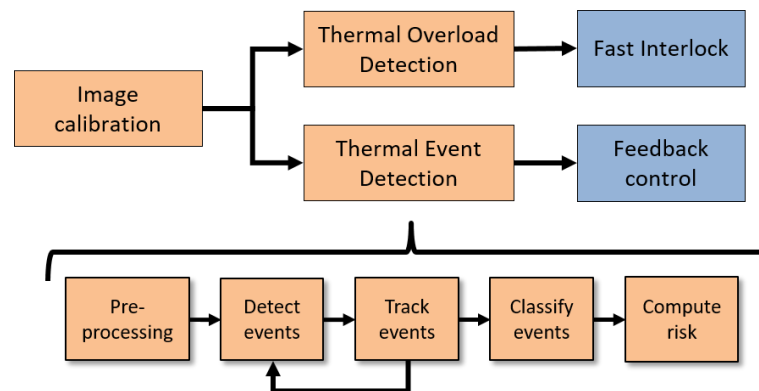 Thermal Overload
Detection
Fast Interlock
Image
calibration
Thermal Event
Detection
Feedback
control
Pre-
processing
Detect
events
Track
events
Classify
events
Compute
risk